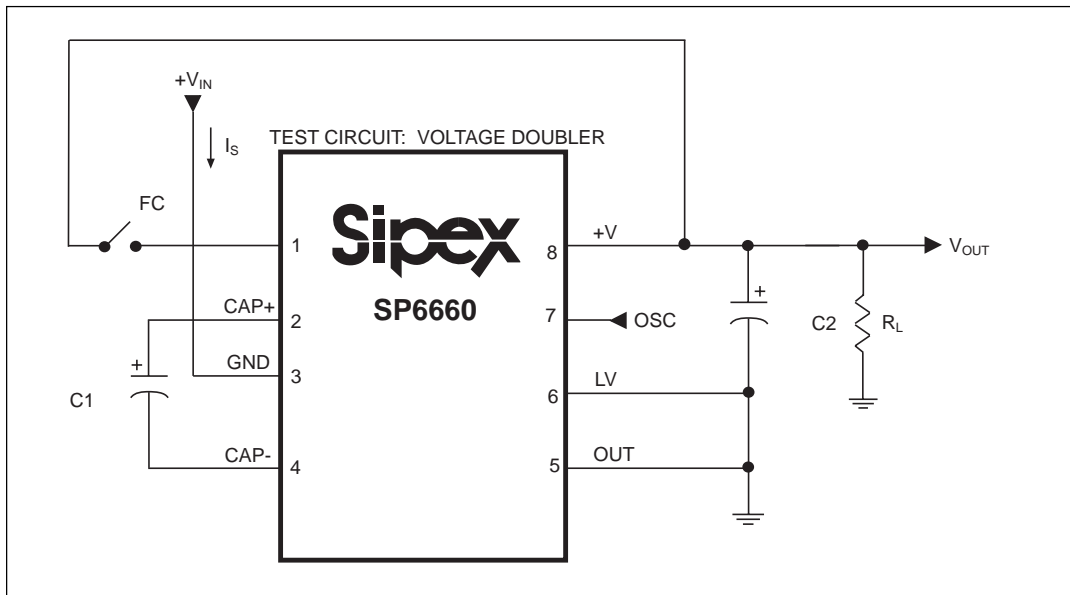 +VIN
TEST CIRCUIT: VOLTAGE DOUBLER
IS
FC
1
Sipex
SP6660
8
+V
VOUT
CAP+
2
7
OSC
C2
RL
+
GND
3
+
C1
LV
6
CAP-
4
OUT
5